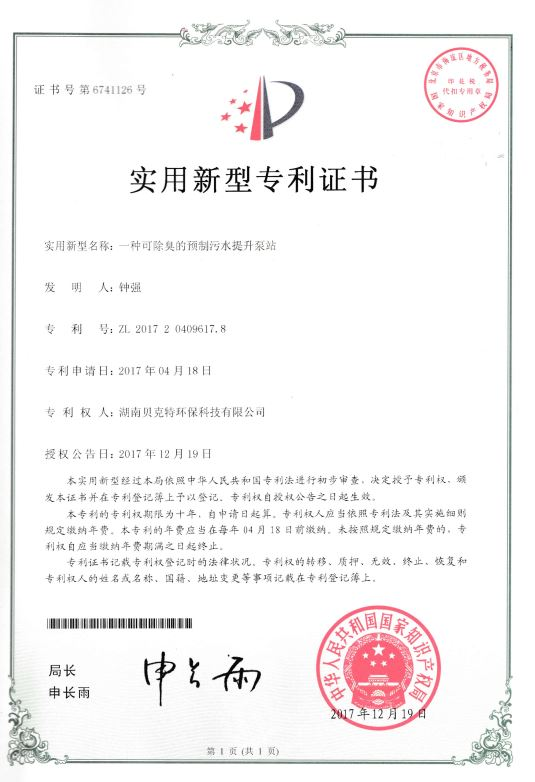 证书号第6741126号
印花税
代扣专用章
国家知识产权局
实用新型专利证书
实用新型名称：一种可除臭的预制污水提升泵站
发明人：钟强
专利号：ZL 2017 2 0409617.8
专利申请日：2017年04月18日
专利权人：湖南贝克特环保科技有限公司
授权公告日：2017年12月19日
本实用新型经过本局依照中华人民共和国专利法进行初步审查，决定授予专利权，颁
发本证书并在专利登记簿上予以登记。专利权自授权公告之日起生效。
本专利的专利权期限为十年，自申请日起算。专利权人应当依照专利法及其实施细则
规定缴纳年费。本专利的年费应当在每年04月18日前缴纳。未按照规定缴纳年费的，专
利权自应当缴纳年费期满之日起终止。
专利证书记载专利权登记时的法律状况。专利权的转移、质押、无效、终止、恢复和
专利权人的姓名或名称、国籍、地址变更等事项记载在专利登记簿上。
局长
申长雨
申长雨
中华人民共和国国家知识产权局
2017年12月19日
第1页（共1页）